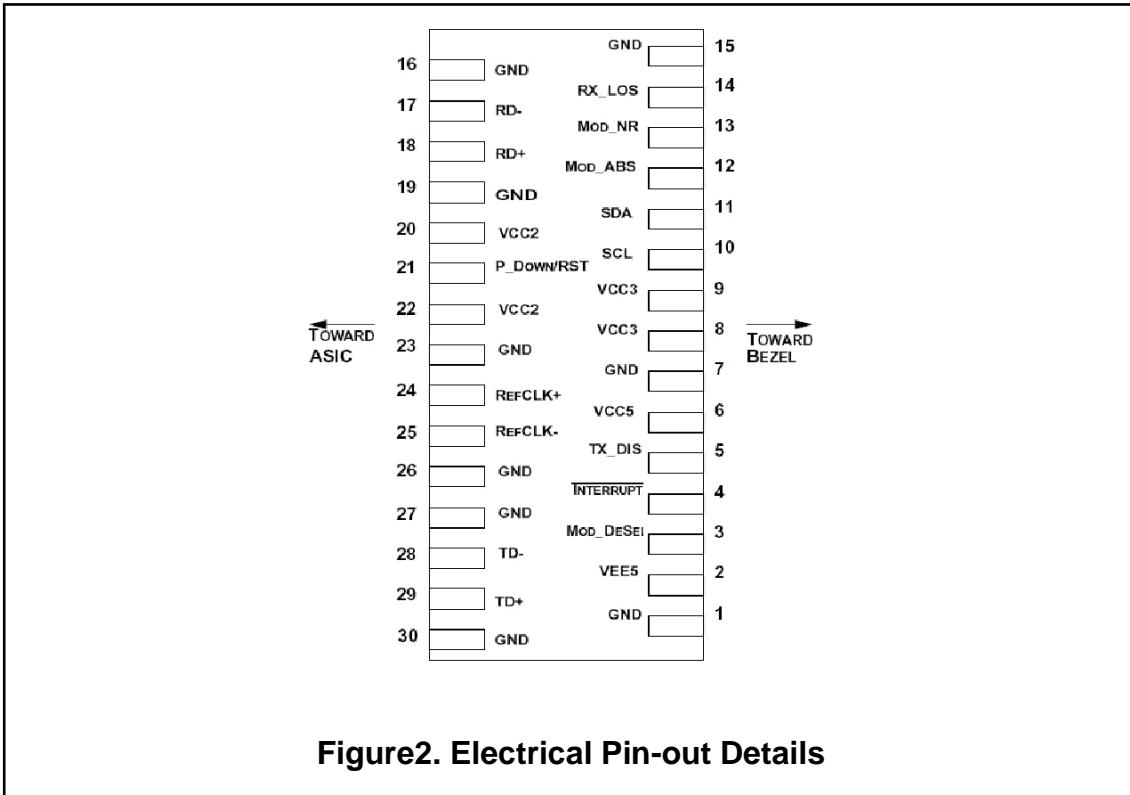 GND 15
16 GND
RX_LOS 14
17 RD-
MOD_NR 13
18 RD+
MOD_ABS 12
19 GND
SDA 11
20 VCC2
SCL 10
21 P_DOWN/RST
VCC3 9
22 VCC2
VCC3 8
TOWARD
ASIC
TOWARD
BEZEL
23 GND
GND 7
24 REFCLK+
VCC5 6
25 REFCLK-
TX_DIS 5
26 GND
INTERRUPT 4
27 GND
MOD_DESEL 3
28 TD-
VEE5 2
29 TD+
GND 1
30 GND
Figure2. Electrical Pin-out Details